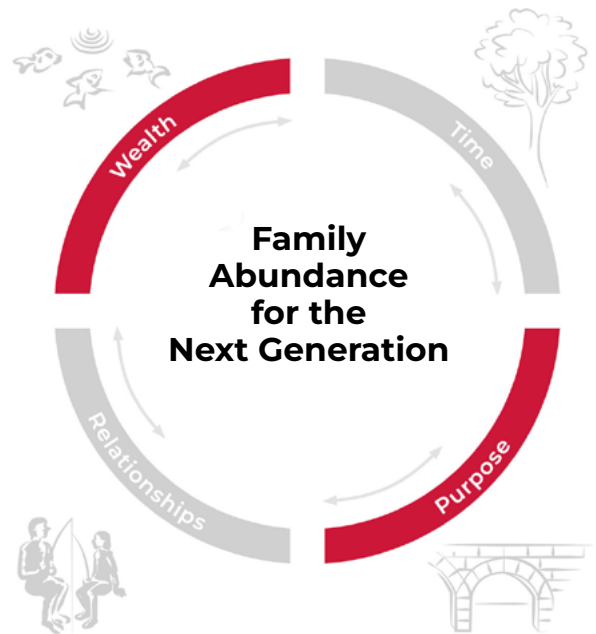 Wealth
Time
Family
Abundance
for the
Next Generation
Relationships
Purpose